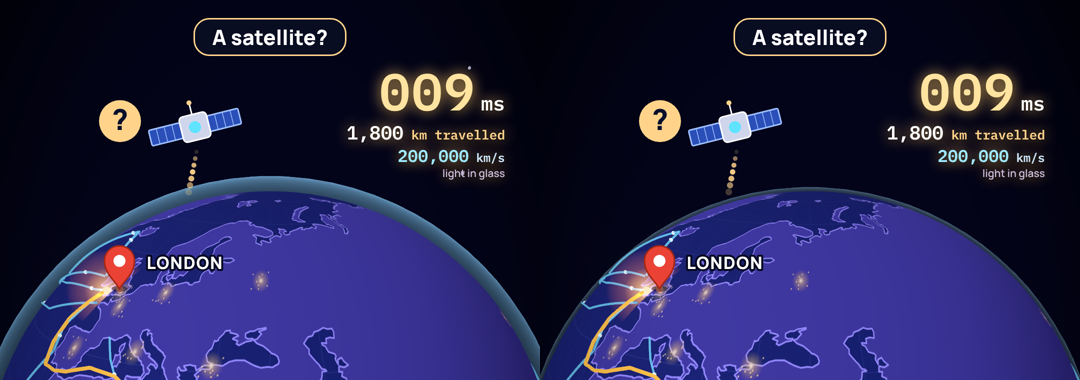 A satellite?
?
009 ms
1,800 km travelled
200,000 km/s
light in glass
LONDON
A satellite?
?
009 ms
1,800 km travelled
200,000 km/s
light in glass
LONDON